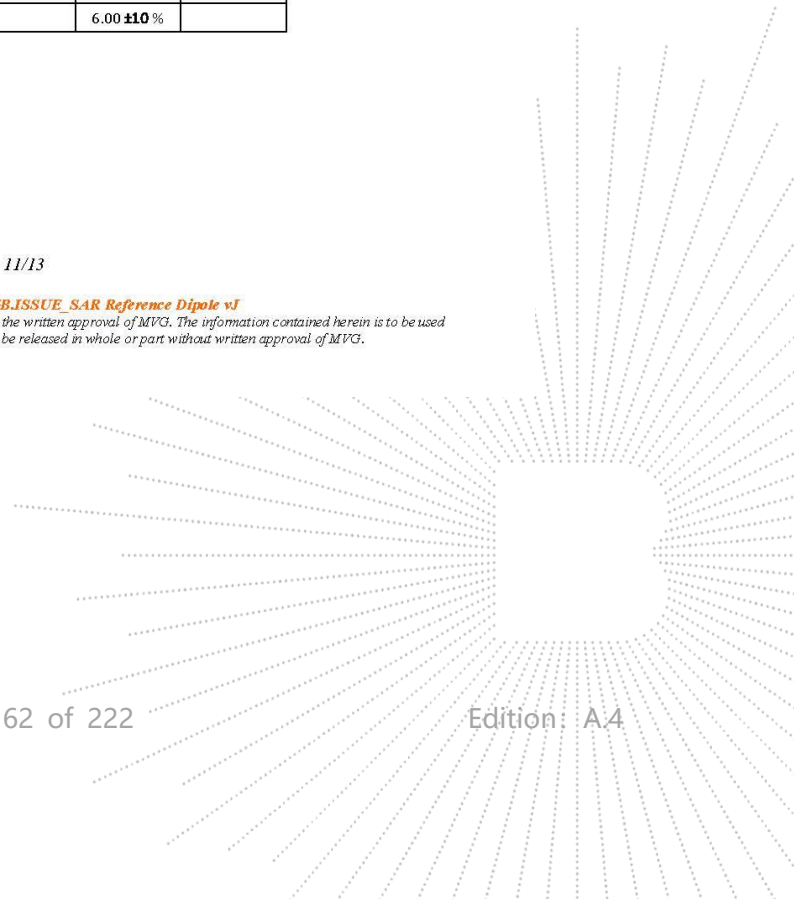 6.00 ±10 %
11/13
B.ISSUE_SAR Reference Dipole vJ
the written approval of MVG. The information contained herein is to be used
be released in whole or part without written approval of MVG.
62 of 222
Edition: A.4